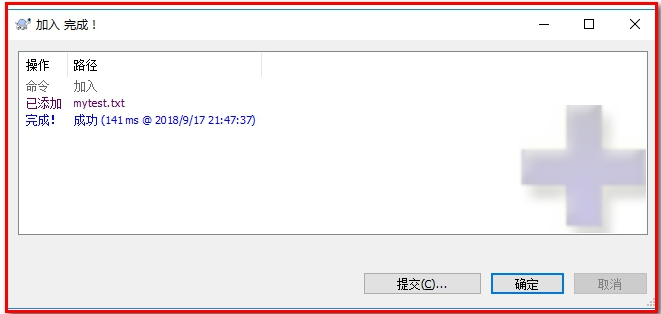 加入 完成！
操作 路径
命令 加入
已添加 mytest.txt
完成! 成功 (141 ms @ 2018/9/17 21:47:37)
提交(C)... 确定 取消